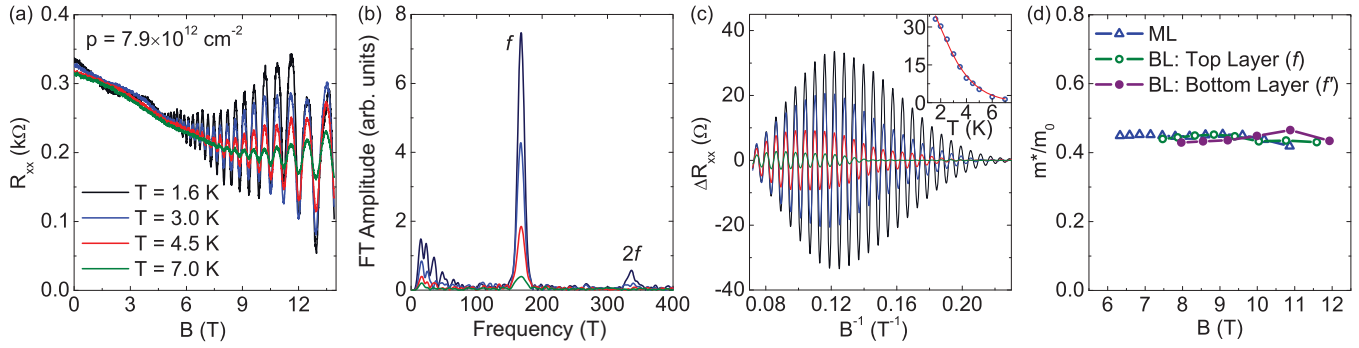 (a)
p = 7.9×10¹² cm⁻²
R_xx (kΩ)
0.4
0.3
0.2
0.1
0.0
T = 1.6 K
T = 3.0 K
T = 4.5 K
T = 7.0 K
0 3 6 9 12
B (T)
(b)
FT Amplitude (arb. units)
8
6
4
2
0
f
2f
0 100 200 300 400
Frequency (T)
(c)
ΔR_xx (Ω)
40
20
0
-20
-40
30
15
0
2 4 6
T (K)
0.08 0.12 0.16 0.20
B⁻¹ (T⁻¹)
(d)
m*/m₀
0.8
0.6
0.4
0.2
0.0
ML
BL: Top Layer (f)
BL: Bottom Layer (f')
6 7 8 9 10 11 12
B (T)